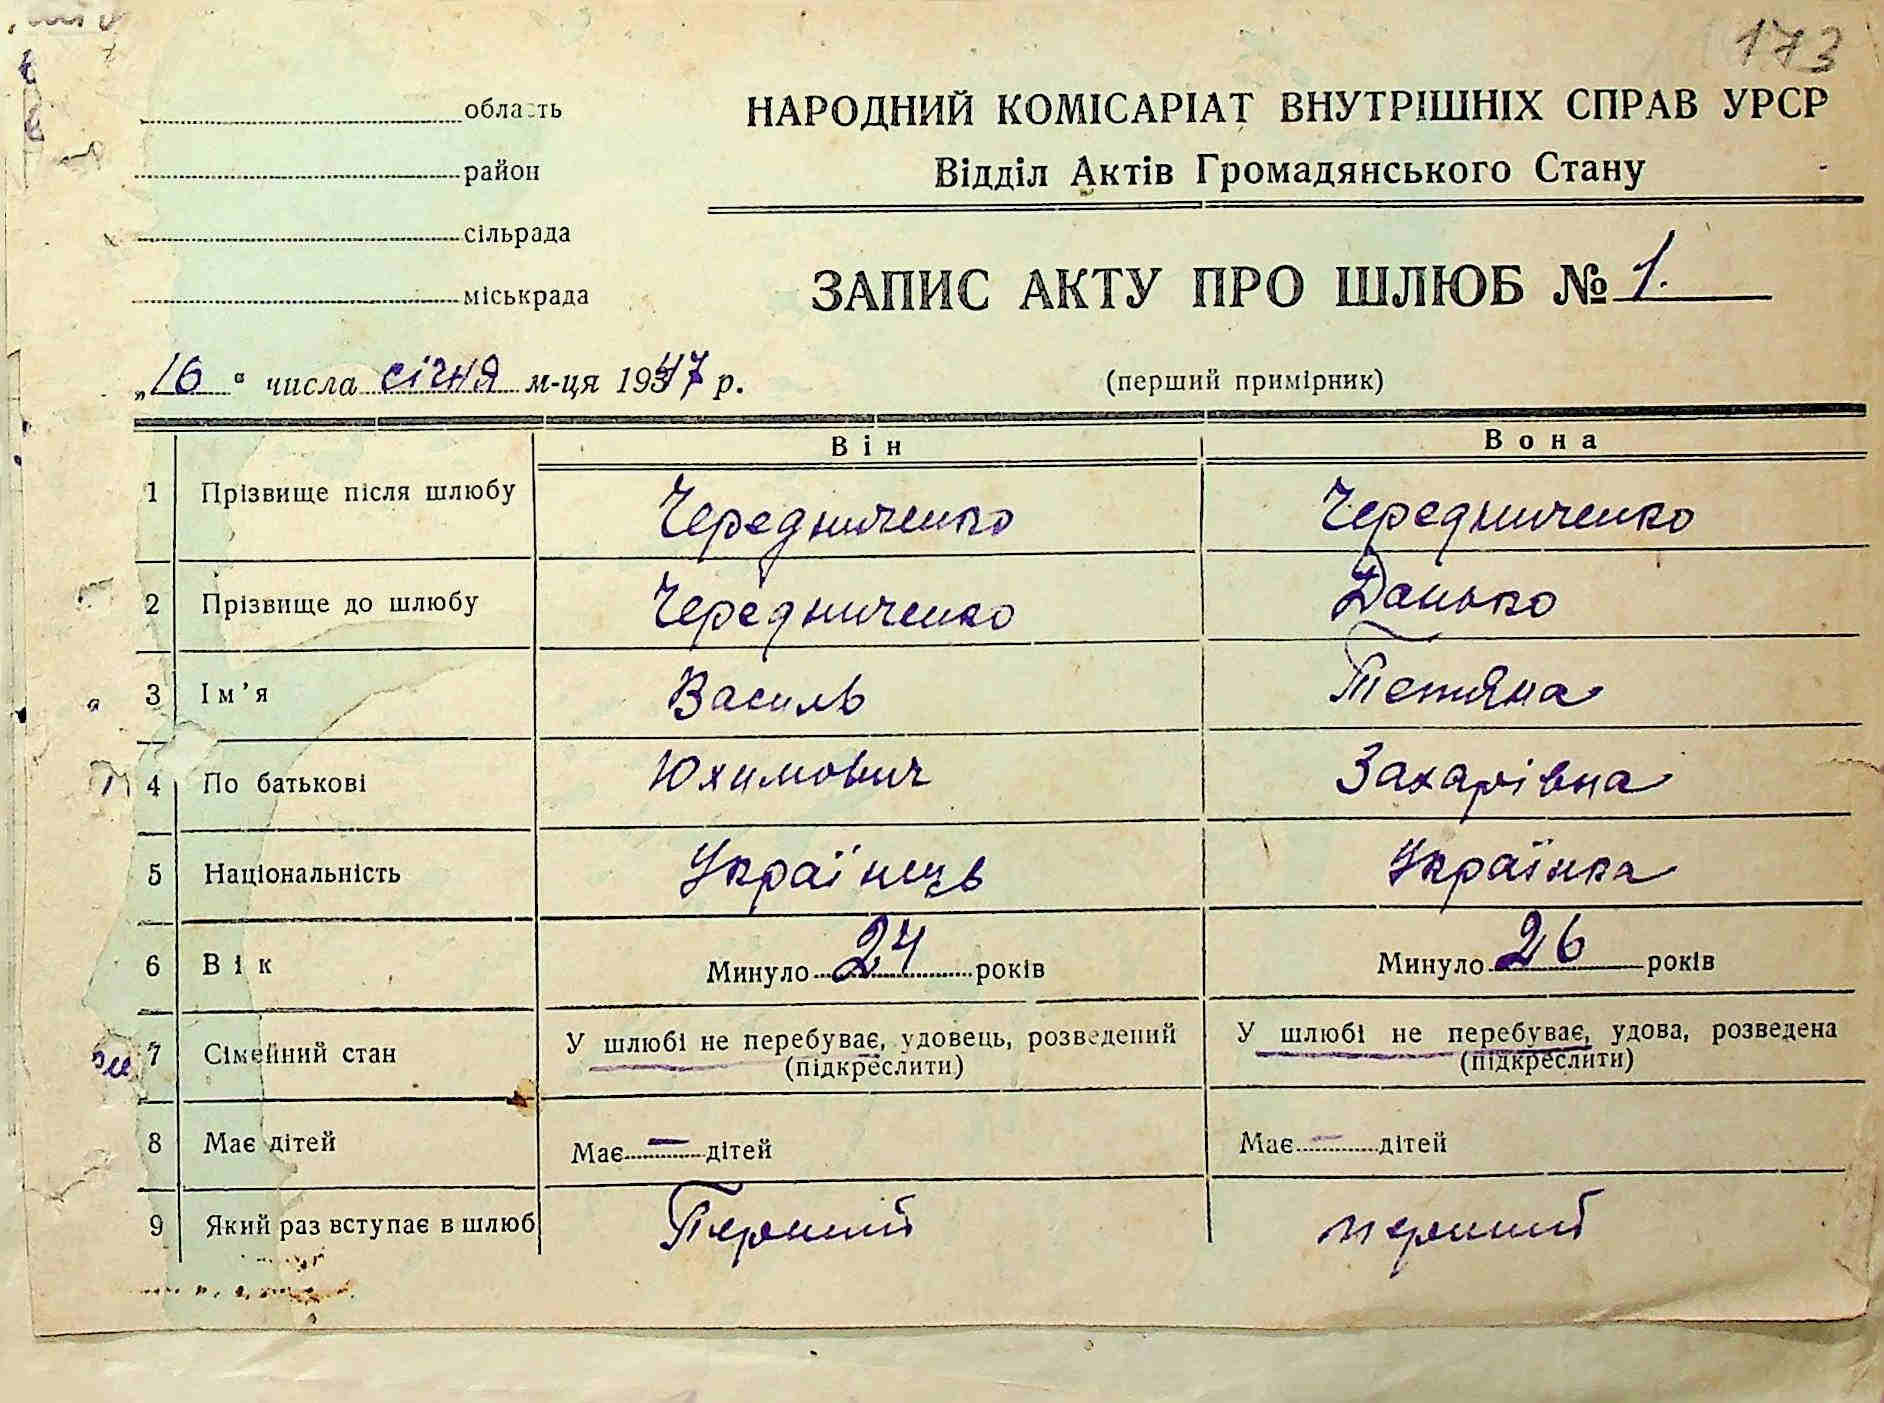 173
область
район
сільрада
міськрада
НАРОДНИЙ КОМІСАРІАТ ВНУТРІШНІХ СПРАВ УРСР
Відділ Актів Громадянського Стану
ЗАПИС АКТУ ПРО ШЛЮБ № 1.
„16“ числа січня м-ця 1947 р.
(перший примірник)
Він Вона
1 Прізвище після шлюбу Чередниченко Чередниченко
2 Прізвище до шлюбу Чередниченко Данько
3 Ім'я Василь Тетяна
4 По батькові Юхимович Захарівна
5 Національність Українець Українка
6 Вік Минуло 24 років Минуло 26 років
7 Сімейний стан У шлюбі не перебуває, удовець, розведений У шлюбі не перебуває, удова, розведена
(підкреслити) (підкреслити)
8 Має дітей Має — дітей Має — дітей
9 Який раз вступає в шлюб Перший перший